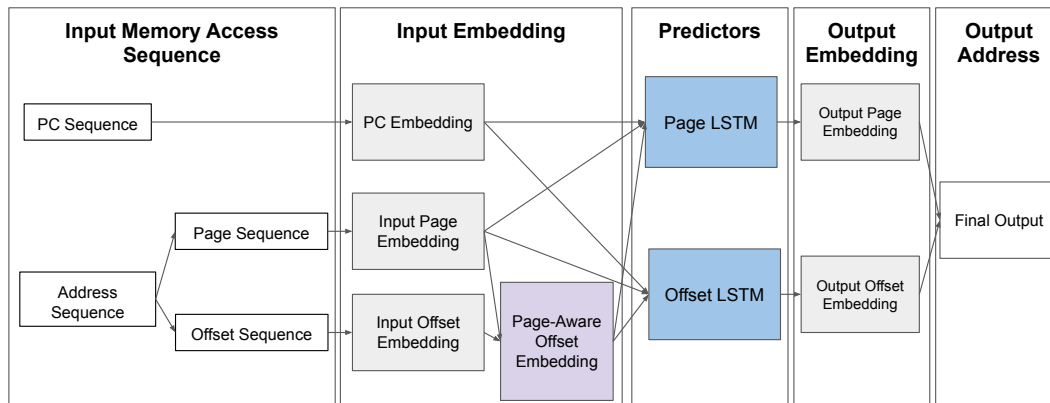 Input Memory Access
Sequence
Input Embedding
Predictors
Output
Embedding
Output
Address
PC Sequence
PC Embedding
Page LSTM
Output Page
Embedding
Page Sequence
Input Page
Embedding
Final Output
Address
Sequence
Offset Sequence
Input Offset
Embedding
Page-Aware
Offset
Embedding
Offset LSTM
Output Offset
Embedding